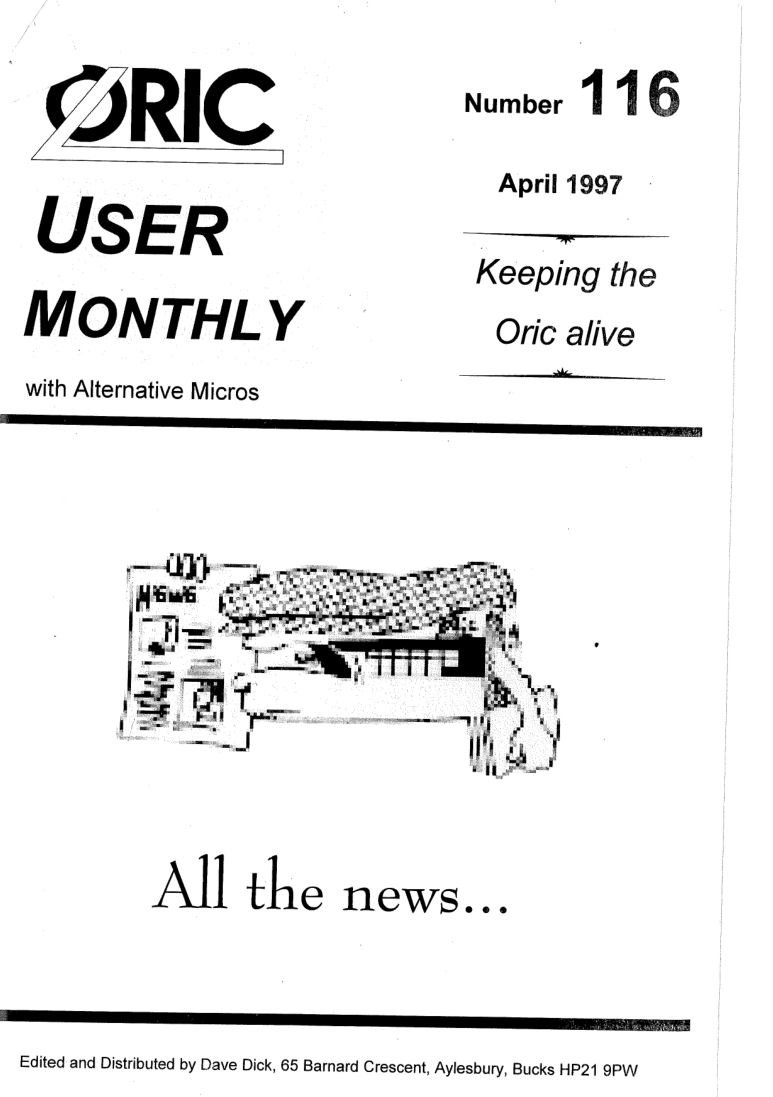 ORIC
USER
MONTHLY
with Alternative Micros
Number 116
April 1997
Keeping the
Oric alive
News
All the news...
Edited and Distributed by Dave Dick, 65 Barnard Crescent, Aylesbury, Bucks HP21 9PW